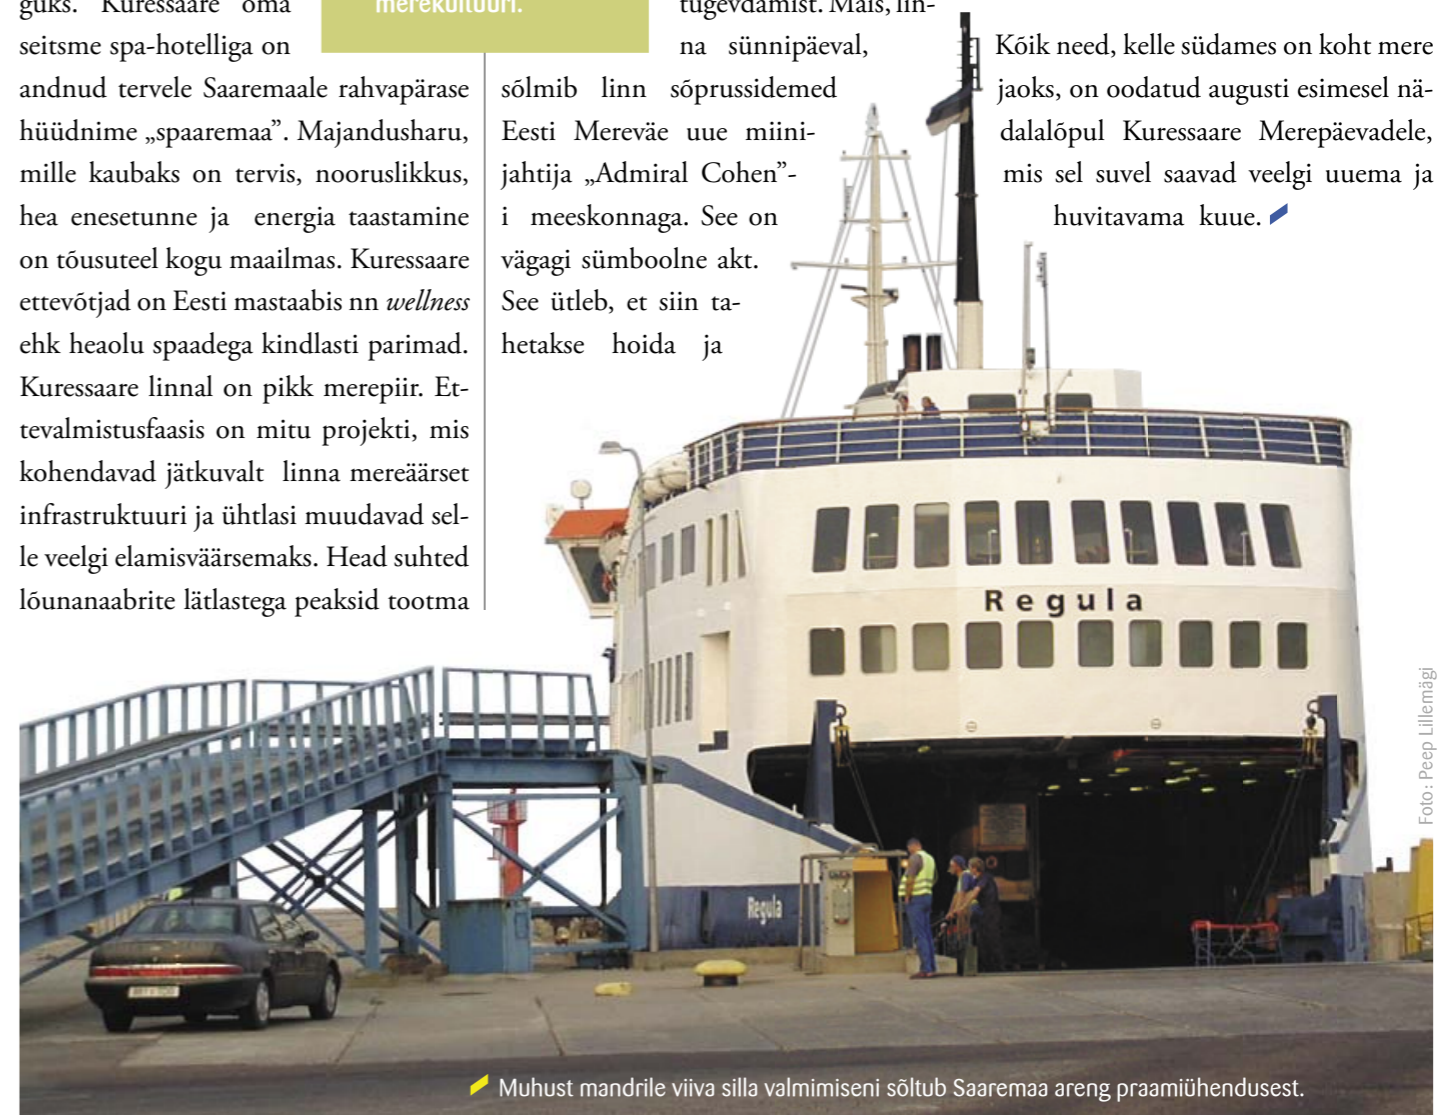 guks. Kuressaare oma
seitsme spa-hotelliga on
andnud tervele Saaremaale rahvapärase
hüüdnime „spaaremaa”. Majandusharu,
mille kaubaks on tervis, nooruslikkus,
hea enesetunne ja energia taastamine
on tõusuteel kogu maailmas. Kuressaare
ettevõtjad on Eesti mastaabis nn wellness
ehk heaolu spaadega kindlasti parimad.
Kuressaare linnal on pikk merepiir. Et-
tevalmistusfaasis on mitu projekti, mis
kohendavad jätkuvalt linna mereäärset
infrastruktuuri ja ühtlasi muudavad sel-
le veelgi elamisväärsemaks. Head suhted
lõunanaabrite lätlastega peaksid tootma
merekultuuri.
tugevdamist. Mais, lin-
na sünnipäeval,
sõlmib linn sõprussidemed
Eesti Mereväe uue miini-
jahtija „Admiral Cohen”-
i meeskonnaga. See on
vägagi sümboolne akt.
See ütleb, et siin ta-
hetakse hoida ja
Kõik need, kelle südames on koht mere
jaoks, on oodatud augusti esimesel nä-
dalalõpul Kuressaare Merepäevadele,
mis sel suvel saavad veelgi uuema ja
huvitavama kuue.
Regula
Regula
Foto: Peep Lillemägi
Muhust mandrile viiva silla valmimiseni sõltub Saaremaa areng praamiühendusest.